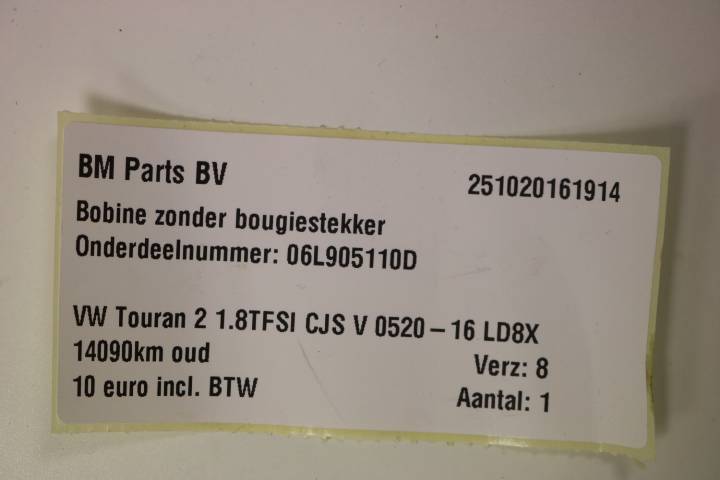 BM Parts BV
251020161914
Bobine zonder bougiestekker
Onderdeelnummer: 06L905110D
VW Touran 2 1.8TFSI CJS V 0520 – 16 LD8X
14090km oud
Verz: 8
10 euro incl. BTW
Aantal: 1